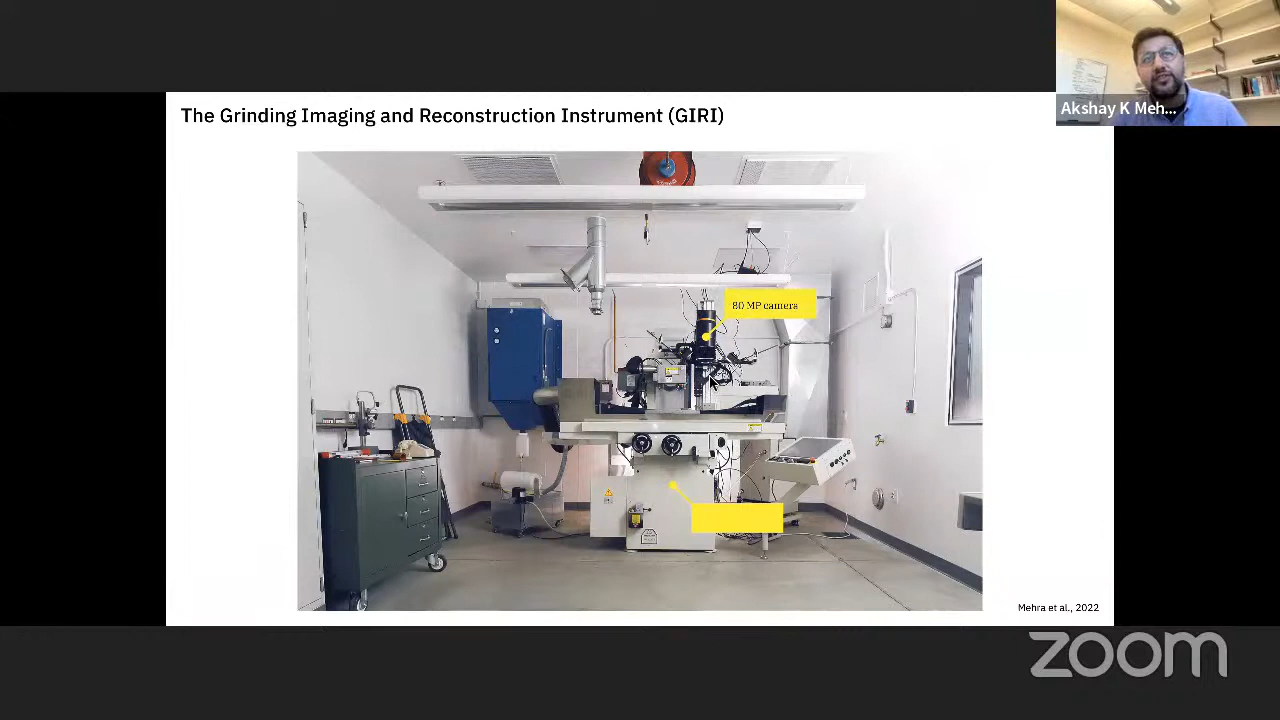 The Grinding Imaging and Reconstruction Instrument (GIRI)
Akshay K Meh...
80 MP camera
Mehra et al., 2022
zoom